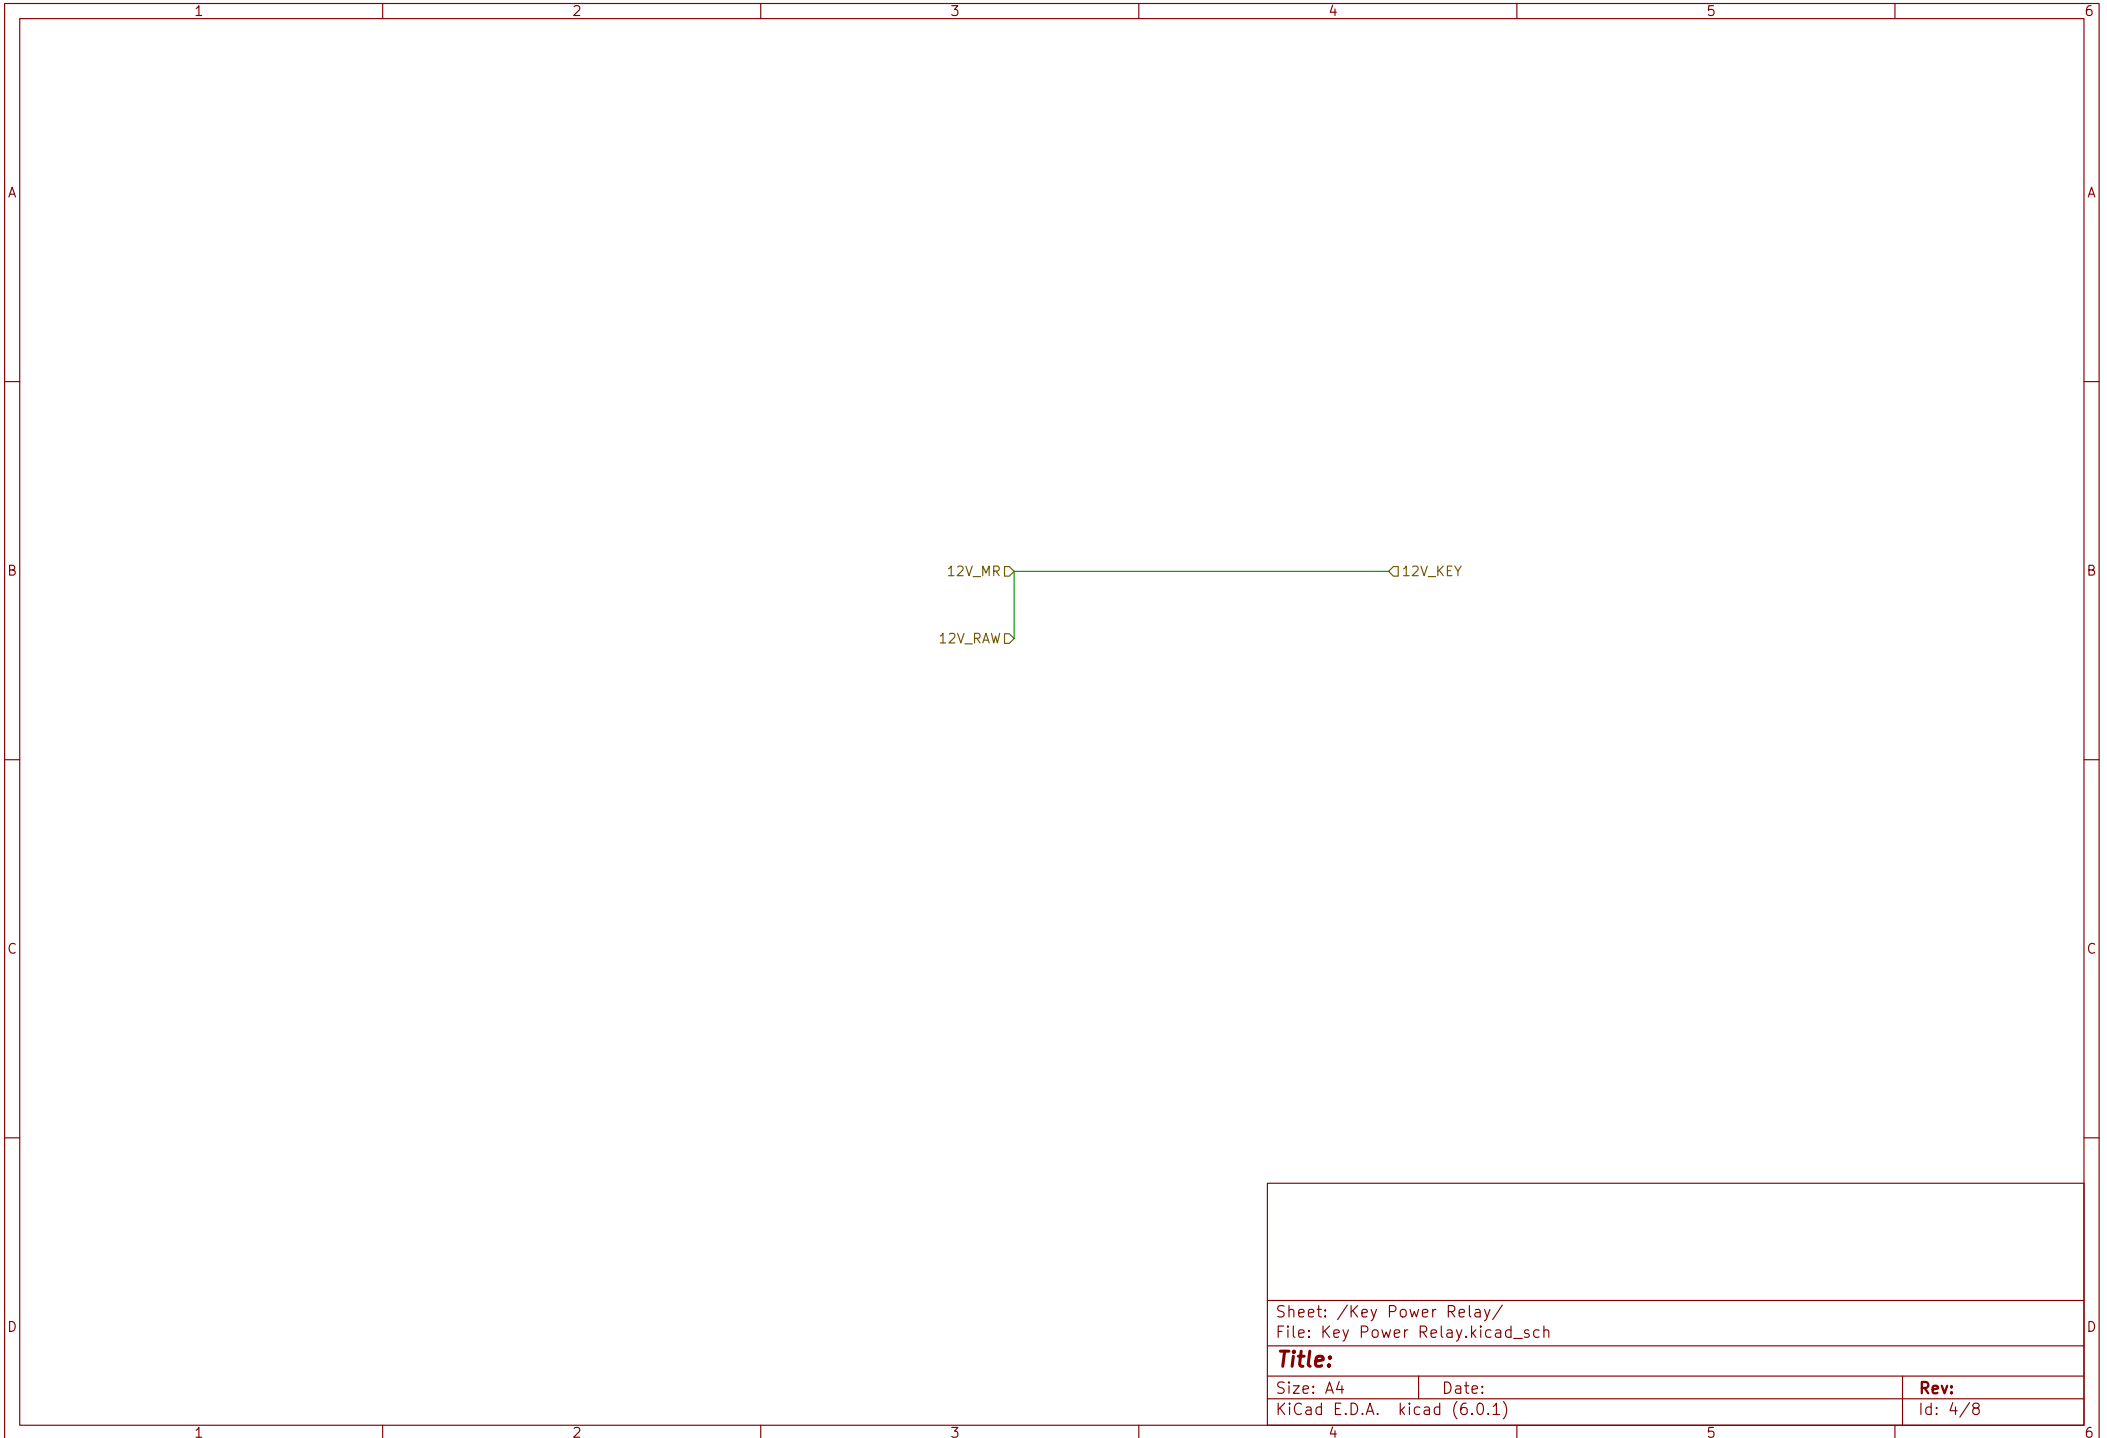 1 2 3 4 5 6
A A
B 12V_MR 12V_KEY B
12V_RAW
C C
Sheet: /Key Power Relay/
File: Key Power Relay.kicad_sch
D D
Title:
Size: A4 Date: Rev:
KiCad E.D.A. kicad (6.0.1) Id: 4/8
1 2 3 4 5 6